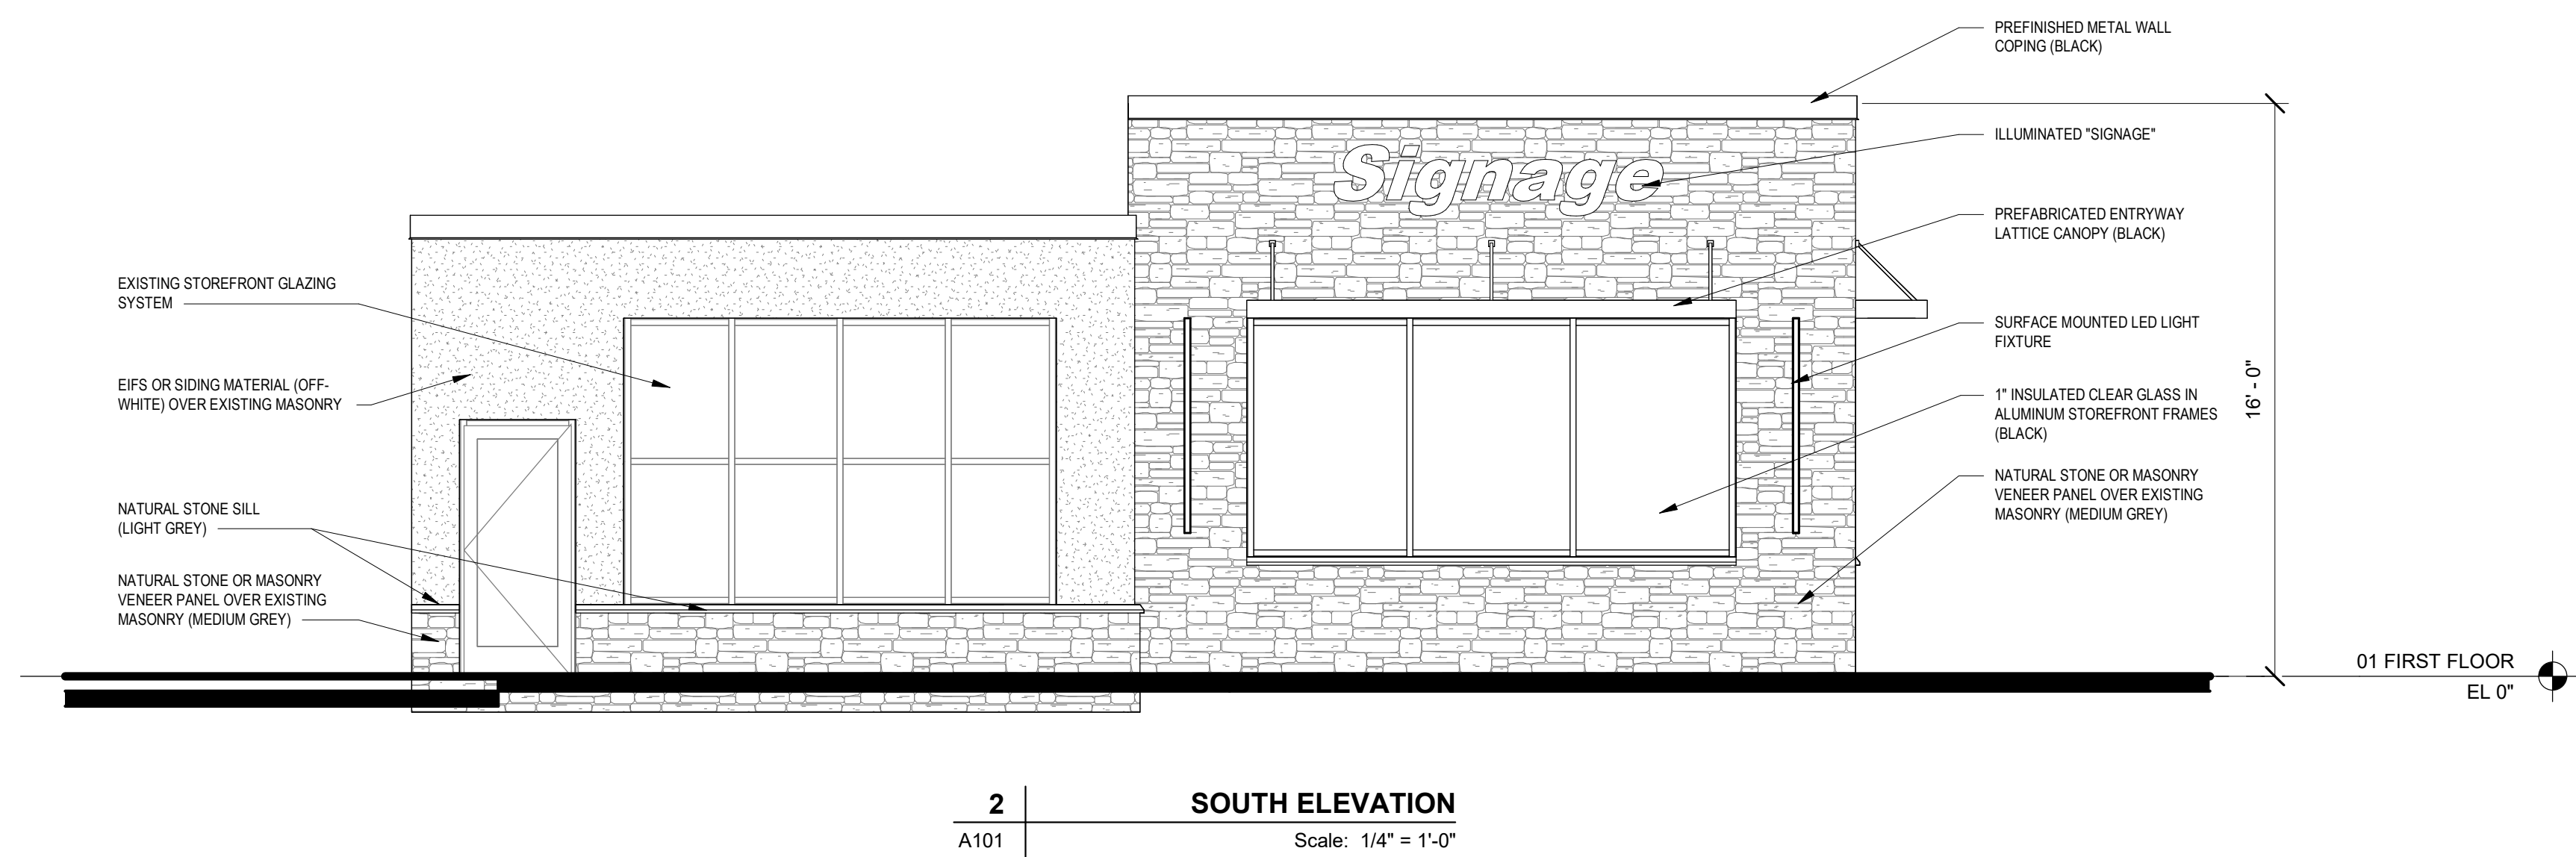 PREFINISHED METAL WALL
COPING (BLACK)
ILLUMINATED "SIGNAGE"
Signage
PREFABRICATED ENTRYWAY
LATTICE CANOPY (BLACK)
EXISTING STOREFRONT GLAZING
SYSTEM
SURFACE MOUNTED LED LIGHT
FIXTURE
EIFS OR SIDING MATERIAL (OFF-
WHITE) OVER EXISTING MASONRY
1" INSULATED CLEAR GLASS IN
ALUMINUM STOREFRONT FRAMES
(BLACK)
16' - 0"
NATURAL STONE OR MASONRY
VENEER PANEL OVER EXISTING
MASONRY (MEDIUM GREY)
NATURAL STONE SILL
(LIGHT GREY)
NATURAL STONE OR MASONRY
VENEER PANEL OVER EXISTING
MASONRY (MEDIUM GREY)
01 FIRST FLOOR
EL 0"
2
SOUTH ELEVATION
A101
Scale: 1/4" = 1'-0"